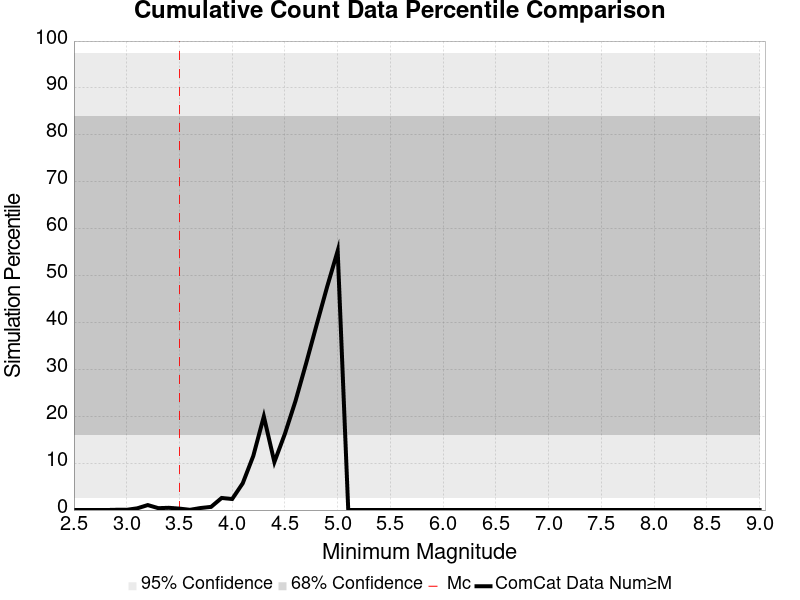 Cumulative Count Data Percentile Comparison
100
90
80
70
60
50
40
30
20
10
0
Simulation Percentile
2.5 3.0 3.5 4.0 4.5 5.0 5.5 6.0 6.5 7.0 7.5 8.0 8.5 9.0
Minimum Magnitude
95% Confidence 68% Confidence Mc ComCat Data Num≥M